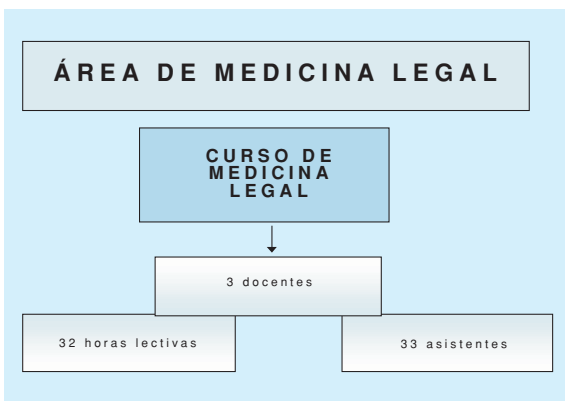 ÁREA DE MEDICINA LEGAL
CURSO DE
MEDICINA
LEGAL
3 docentes
32 horas lectivas
33 asistentes